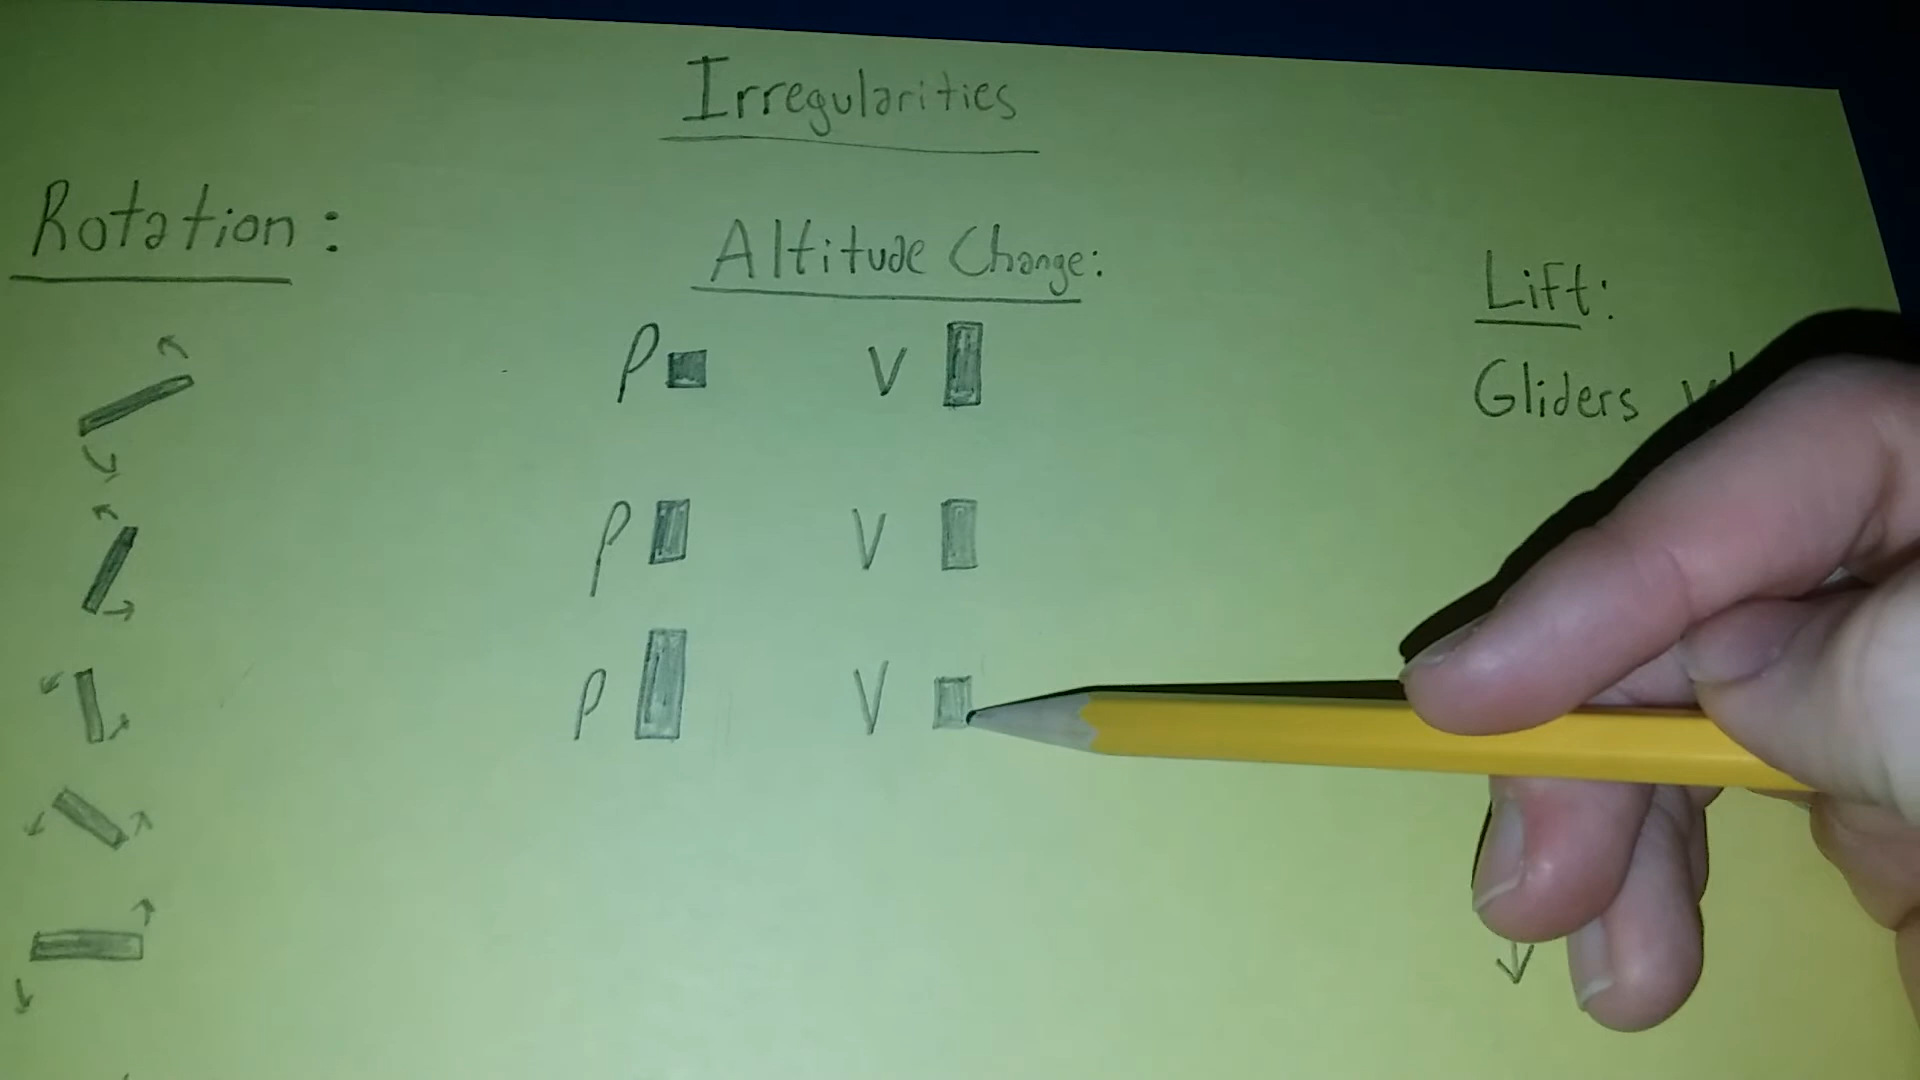 Irregularities
Rotation:
Altitude Change:
P V
P V
P V
Lift:
Gliders